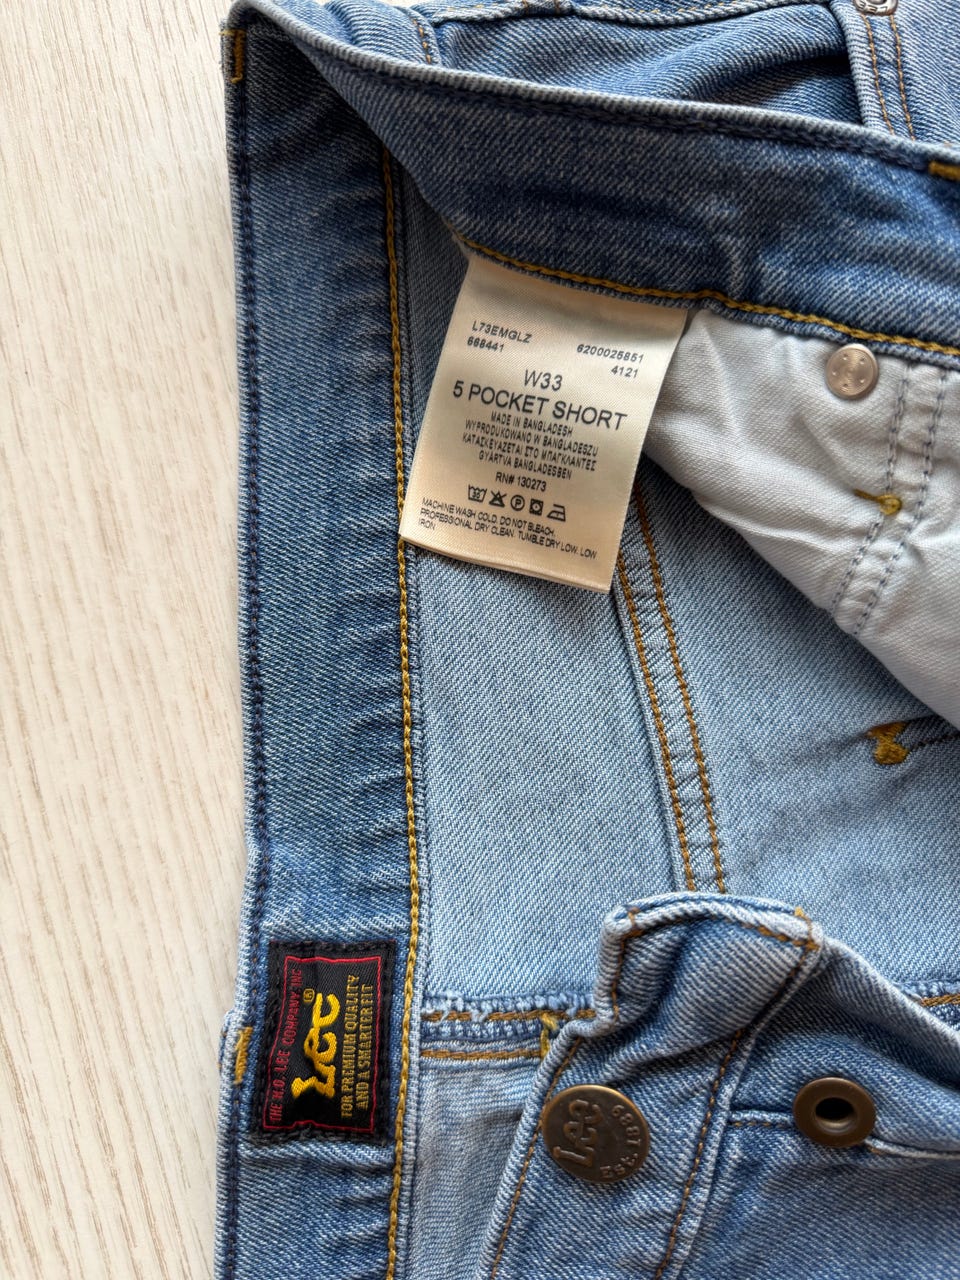 L73EMGLZ
668441
6200025851
4121
W33
5 POCKET SHORT
MADE IN BANGLADESH
WYPRODUKOWANO W BANGLADESZU
ΚΑΤΑΣΚΕΥΑΖΕΤΑΙ ΣΤΟ ΜΠΑΓΚΛΑΝΤΕΣ
GYÁRTVA BANGLADESBEN
RN# 130273
MACHINE WASH COLD. DO NOT BLEACH.
PROFESSIONAL DRY CLEAN. TUMBLE DRY LOW. LOW
IRON
THE H.D. LEE COMPANY INC
Lee®
FOR PREMIUM QUALITY
AND A SMARTER FIT
Lee
Est. 1889